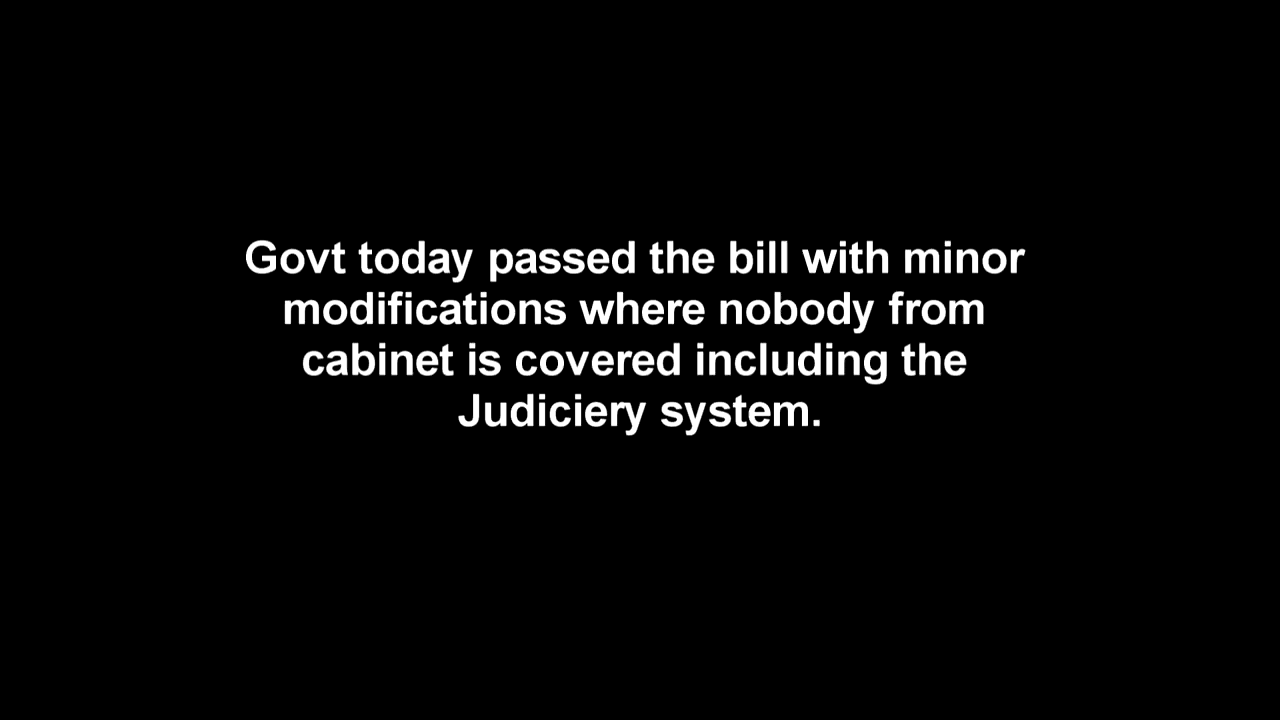 Govt today passed the bill with minor
modifications where nobody from
cabinet is covered including the
Judiciery system.